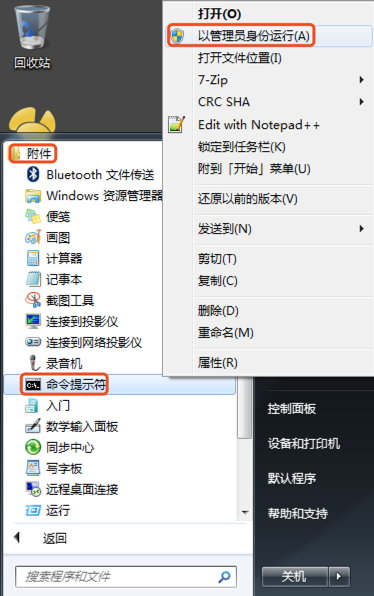 回收站
打开(O)
以管理员身份运行(A)
打开文件位置(I)
7-Zip
CRC SHA
Edit with Notepad++
锁定到任务栏(K)
附到「开始」菜单(U)
还原以前的版本(V)
发送到(N)
剪切(T)
复制(C)
删除(D)
重命名(M)
属性(R)
附件
Bluetooth 文件传送
Windows 资源管理器
便笺
画图
计算器
记事本
截图工具
连接到投影仪
连接到网络投影仪
录音机
命令提示符
入门
数学输入面板
同步中心
写字板
远程桌面连接
运行
返回
搜索程序和文件
控制面板
设备和打印机
默认程序
帮助和支持
关机